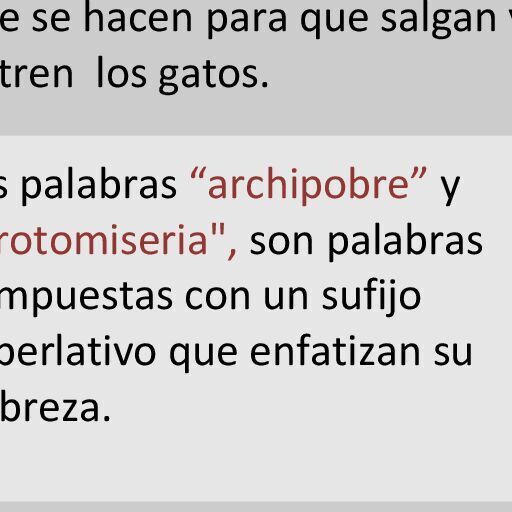 e se hacen para que salgan
tren los gatos.
s palabras “archipobre” y
rotomiseria", son palabras
mpuestas con un sufijo
perlativo que enfatizan su
breza.